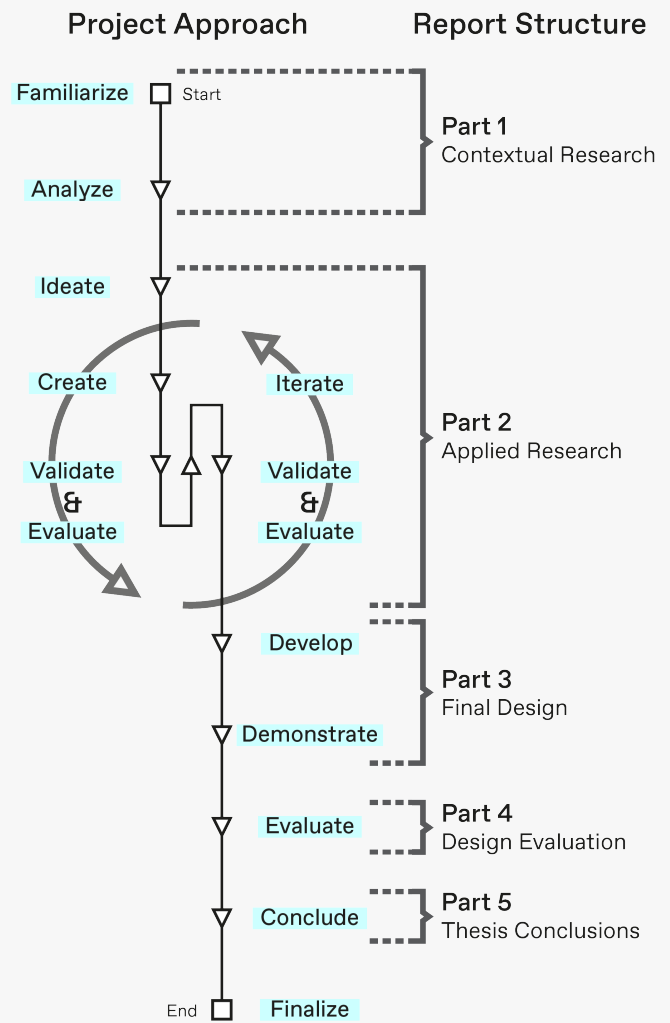 Project Approach
Report Structure
Familiarize
Start
Part 1
Contextual Research
Analyze
Ideate
Create
Iterate
Part 2
Applied Research
Validate
&
Evaluate
Validate
&
Evaluate
Develop
Part 3
Final Design
Demonstrate
Evaluate
Part 4
Design Evaluation
Conclude
Part 5
Thesis Conclusions
End
Finalize